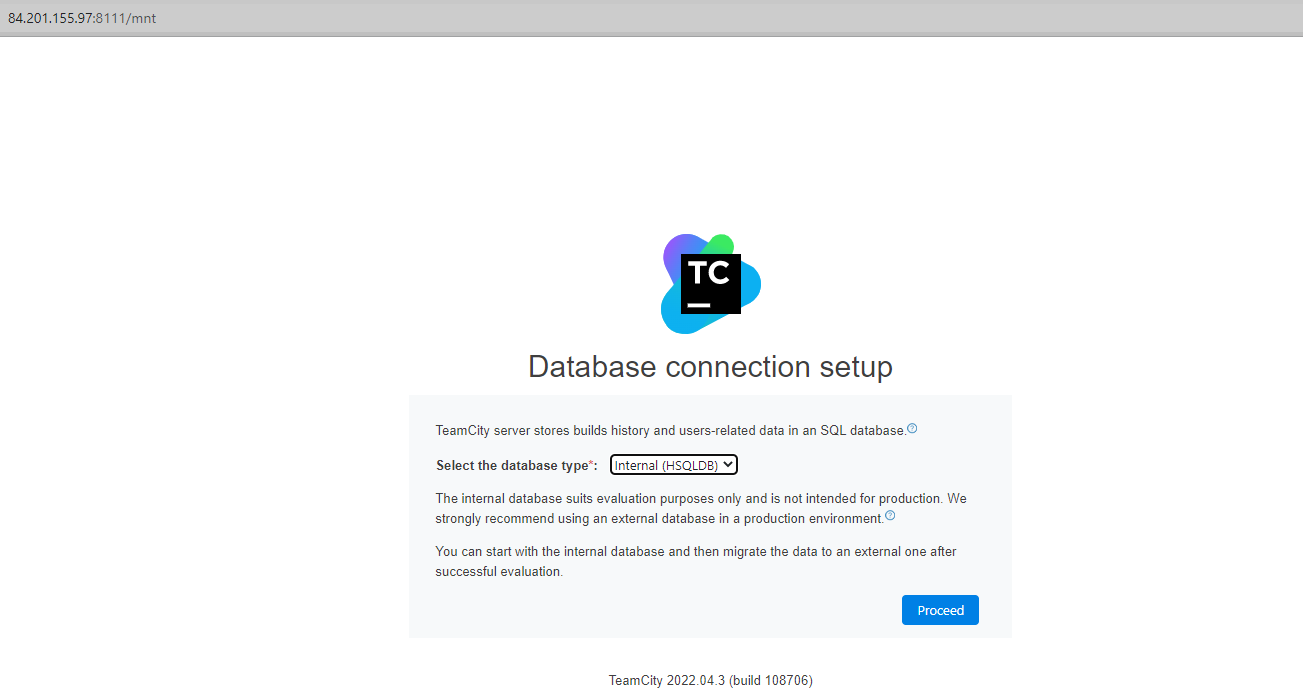 84.201.155.97:8111/mnt
TC
Database connection setup
TeamCity server stores builds history and users-related data in an SQL database.?
Select the database type*: Internal (HSQLDB)
The internal database suits evaluation purposes only and is not intended for production. We
strongly recommend using an external database in a production environment.?
You can start with the internal database and then migrate the data to an external one after
successful evaluation.
Proceed
TeamCity 2022.04.3 (build 108706)